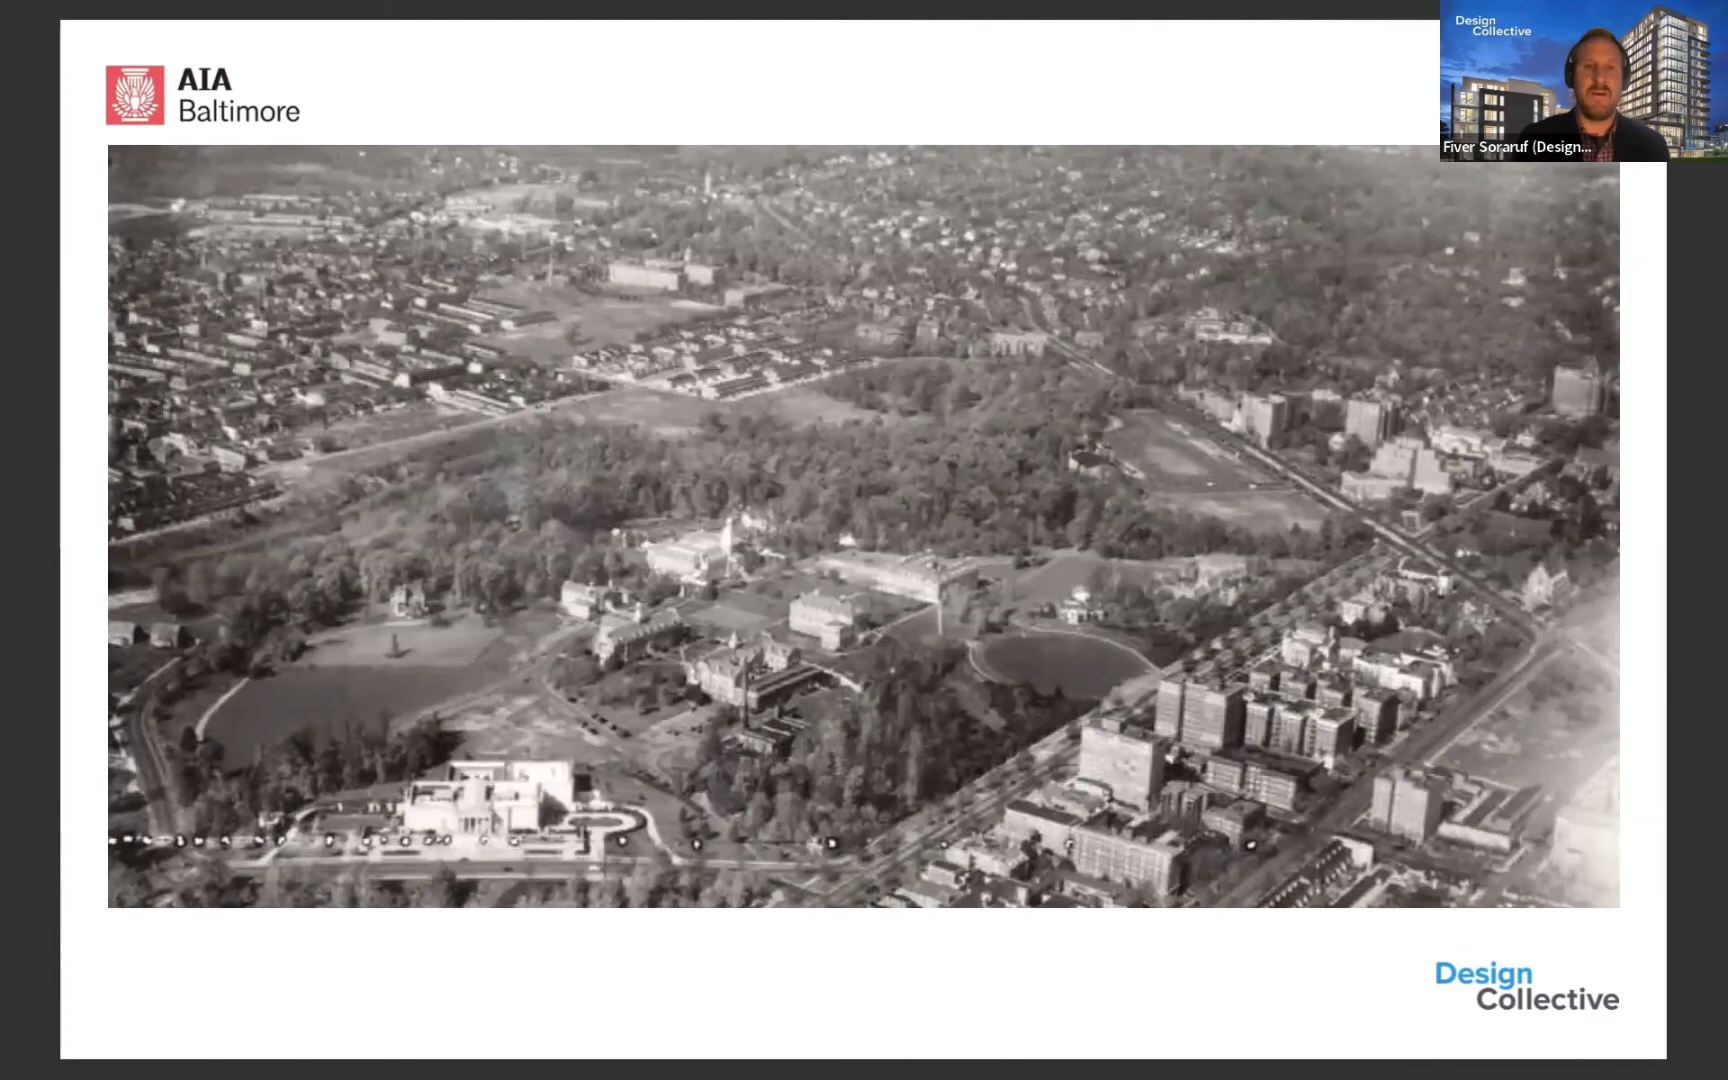 AIA
Baltimore
Design
Collective
Fiver Soraruf (Design...
Design
Collective